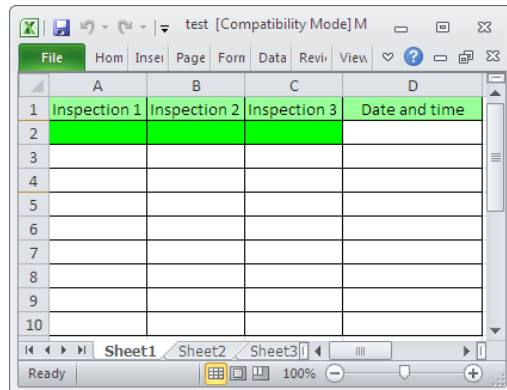 test [Compatibility Mode] M
File Hom Inser Page Forn Data Revi View
A B C D
1 Inspection 1 Inspection 2 Inspection 3 Date and time
2
3
4
5
6
7
8
9
10
Sheet1 Sheet2 Sheet3
Ready 100%